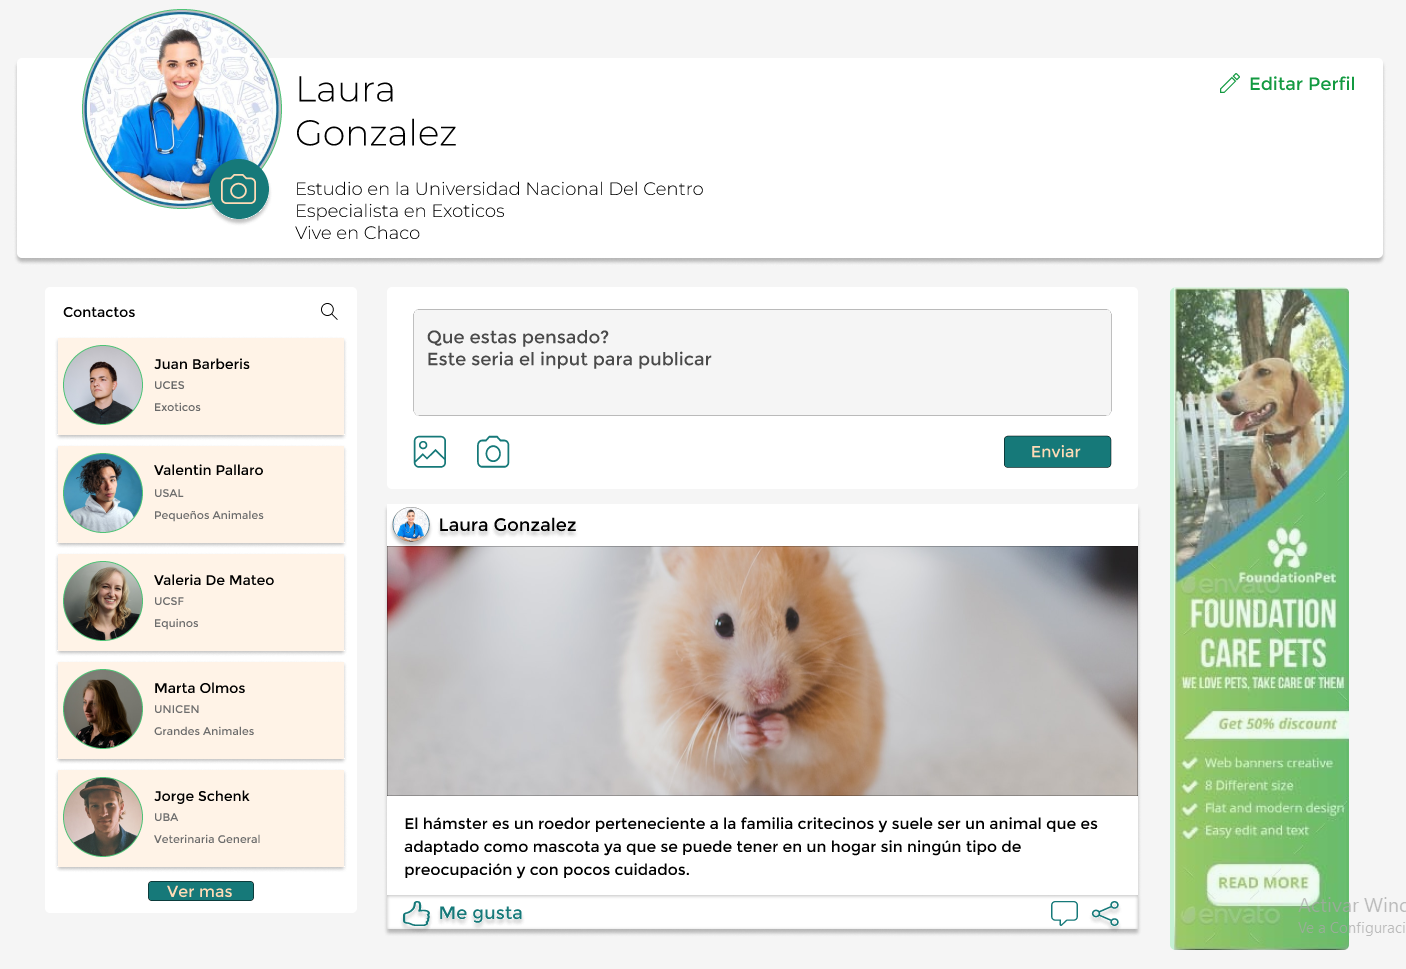 Laura
Gonzalez
Editar Perfil
Estudio en la Universidad Nacional Del Centro
Especialista en Exoticos
Vive en Chaco
Contactos
Juan Barberis
UCES
Exoticos
Valentin Pallaro
USAL
Pequeños Animales
Valeria De Mateo
UCSF
Equinos
Marta Olmos
UNICEN
Grandes Animales
Jorge Schenk
UBA
Veterinaria General
Ver mas
Que estas pensado?
Este seria el input para publicar
Enviar
Laura Gonzalez
El hámster es un roedor perteneciente a la familia critecinos y suele ser un animal que es
adaptado como mascota ya que se puede tener en un hogar sin ningún tipo de
preocupación y con pocos cuidados.
Me gusta
envato
FoundationPet
FOUNDATION
CARE PETS
WE LOVE PETS, TAKE CARE OF THEM
Get 50% discount
Web banners creative
8 Different size
Flat and modern design
Easy edit and text
READ MORE
envato
Activar Winc
Ve a Configuraci